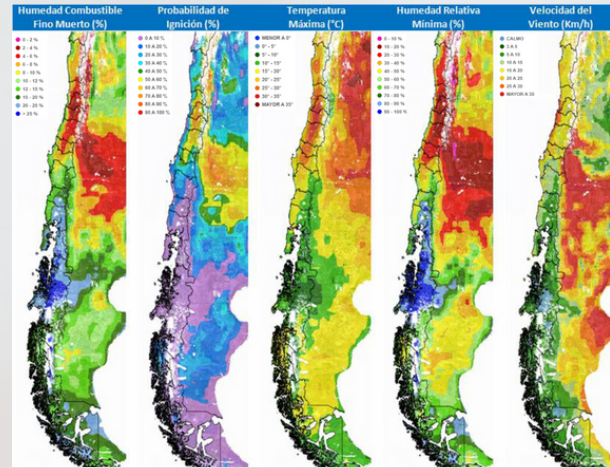 Humedad Combustible
Fino Muerto (%)
0 - 2 %
2 - 4 %
4 - 6 %
6 - 8 %
8 - 10 %
10 - 12 %
12 - 15 %
15 - 20 %
20 - 25 %
> 25 %
Probabilidad de
Ignición (%)
0 A 10 %
10 A 20 %
20 A 30 %
30 A 40 %
40 A 50 %
50 A 60 %
60 A 70 %
70 A 80 %
80 A 90 %
90 A 100 %
Temperatura
Máxima (°C)
MENOR A 0°
0° - 5°
5° - 10°
10° - 15°
15° - 20°
20° - 25°
25° - 30°
30° - 35°
MAYOR A 35°
Humedad Relativa
Mínima (%)
0 - 10 %
10 - 20 %
20 - 30 %
30 - 40 %
40 - 50 %
50 - 60 %
60 - 70 %
70 - 80 %
80 - 90 %
90 - 100 %
Velocidad del
Viento (Km/h)
CALMO
3 A 5
5 A 10
10 A 15
15 A 20
20 A 25
MAYOR A 35